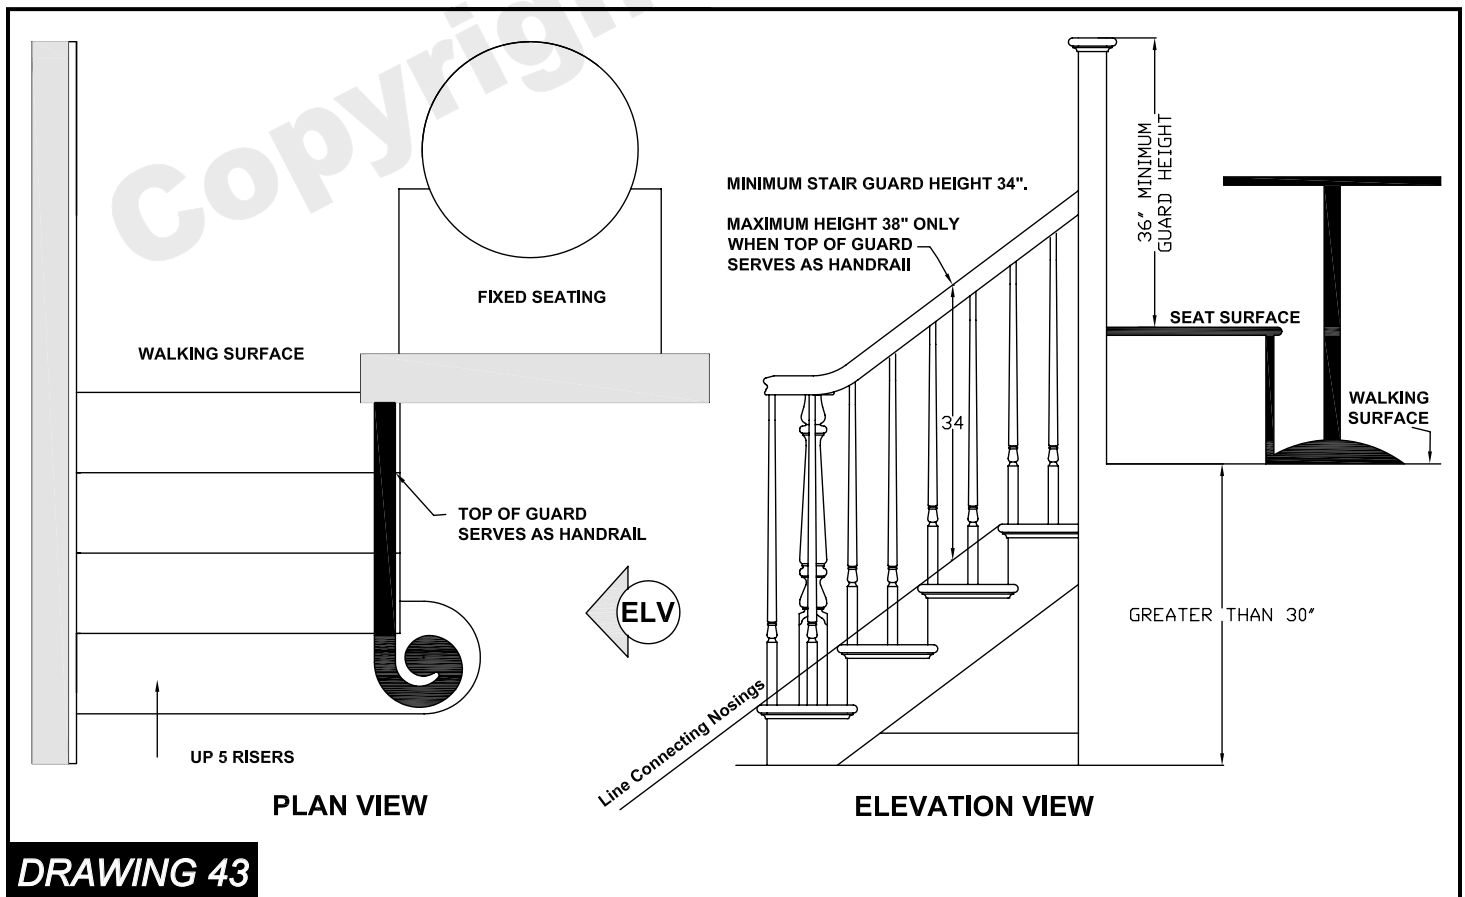 Copyrigh
FIXED SEATING
WALKING SURFACE
TOP OF GUARD
SERVES AS HANDRAIL
ELV
UP 5 RISERS
PLAN VIEW
MINIMUM STAIR GUARD HEIGHT 34".
MAXIMUM HEIGHT 38" ONLY
WHEN TOP OF GUARD
SERVES AS HANDRAIl
34
Line Connecting Nosings
36" MINIMUM
GUARD HEIGHT
SEAT SURFACE
WALKING
SURFACE
GREATER THAN 30"
ELEVATION VIEW
DRAWING 43